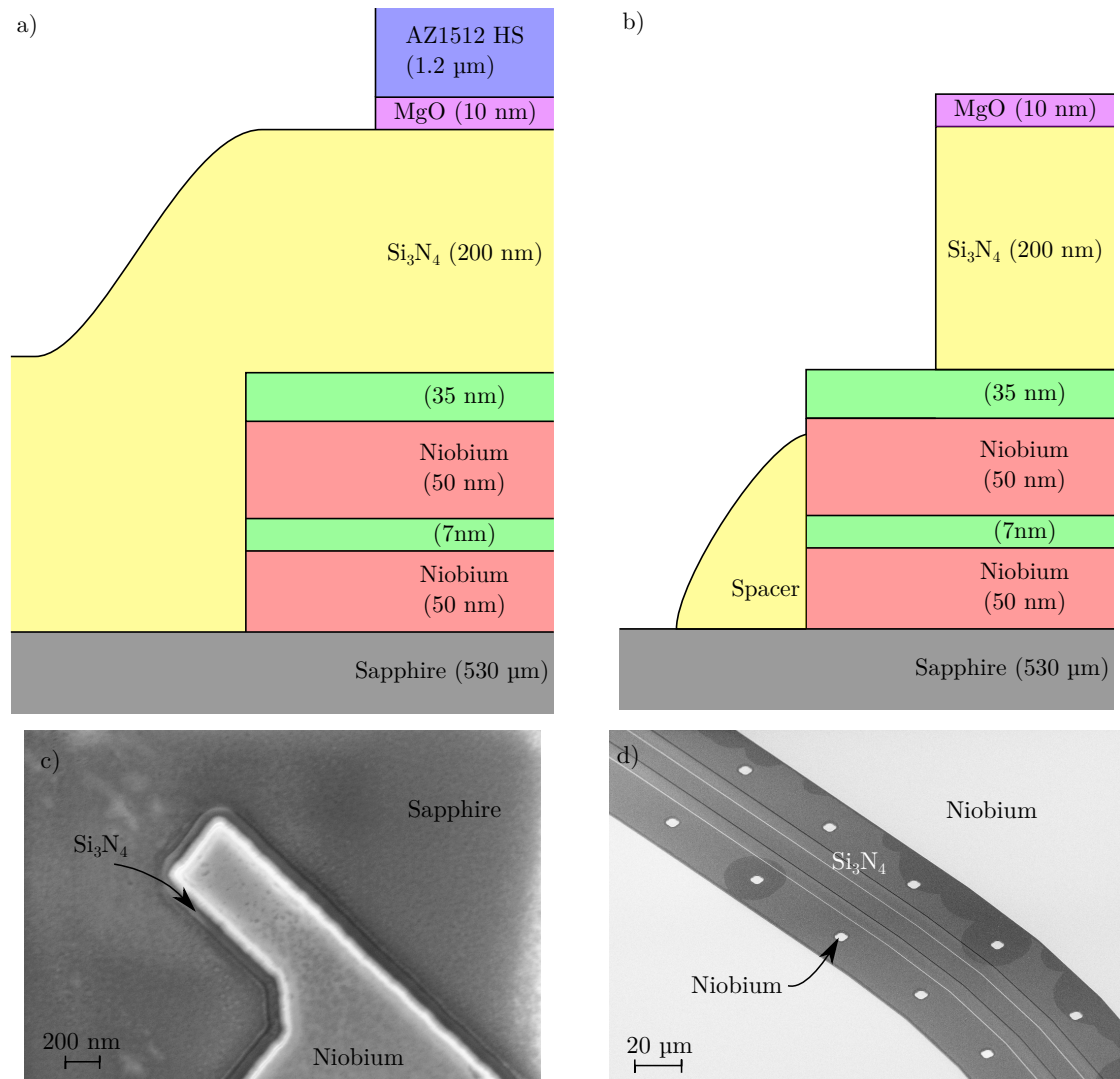 a)
AZ1512 HS
(1.2 µm)
MgO (10 nm)
Si₃N₄ (200 nm)
(35 nm)
Niobium
(50 nm)
(7nm)
Niobium
(50 nm)
Sapphire (530 µm)
b)
MgO (10 nm)
Si₃N₄ (200 nm)
(35 nm)
Niobium
(50 nm)
(7nm)
Niobium
(50 nm)
Spacer
Sapphire (530 µm)
c)
Sapphire
Si₃N₄
200 nm
Niobium
d)
Niobium
Si₃N₄
Niobium
20 µm